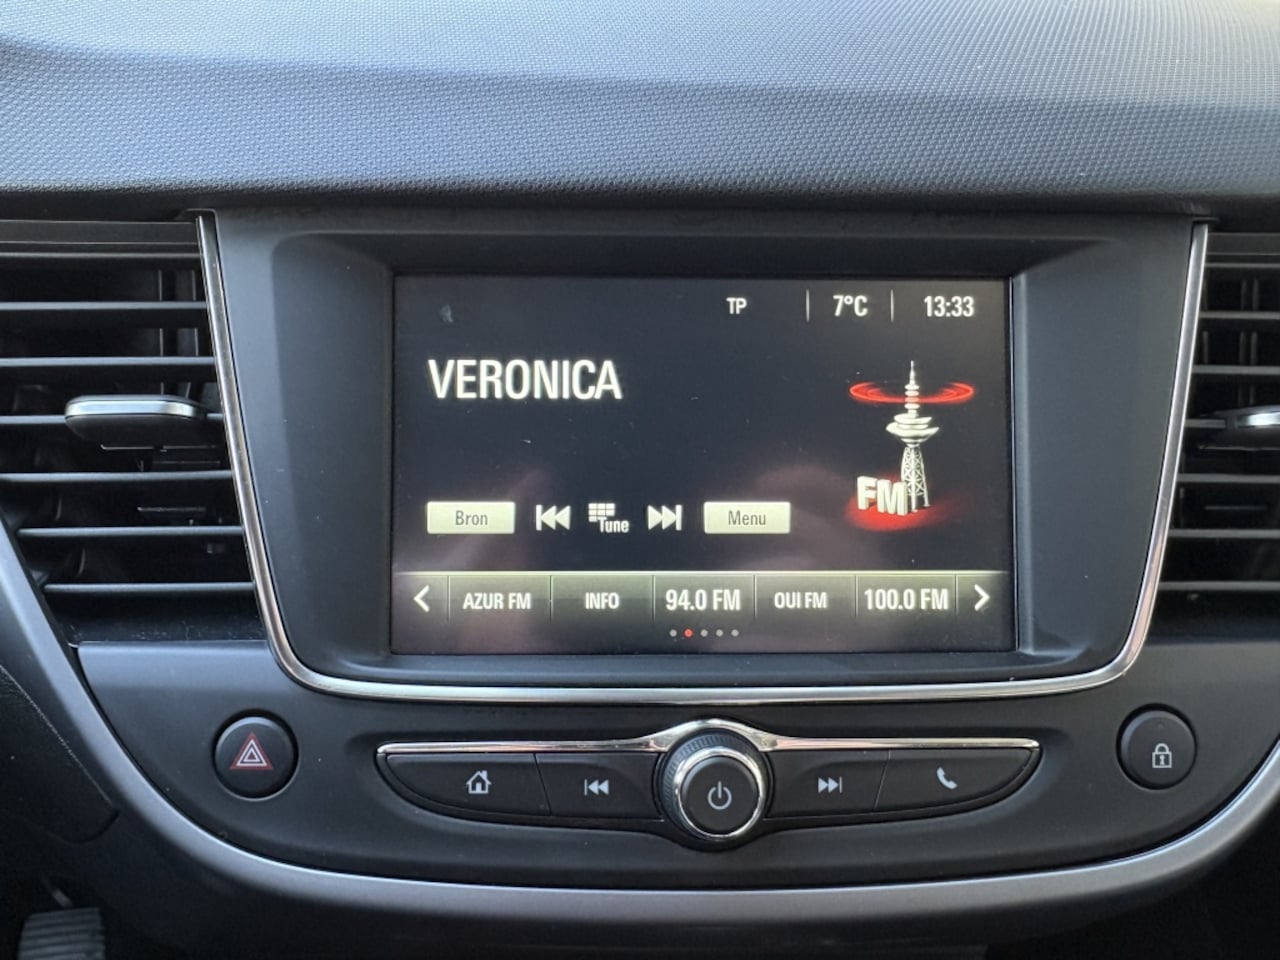 TP 7°C 13:33
VERONICA
FM
Bron Tune Menu
AZUR FM INFO 94.0 FM OUI FM 100.0 FM